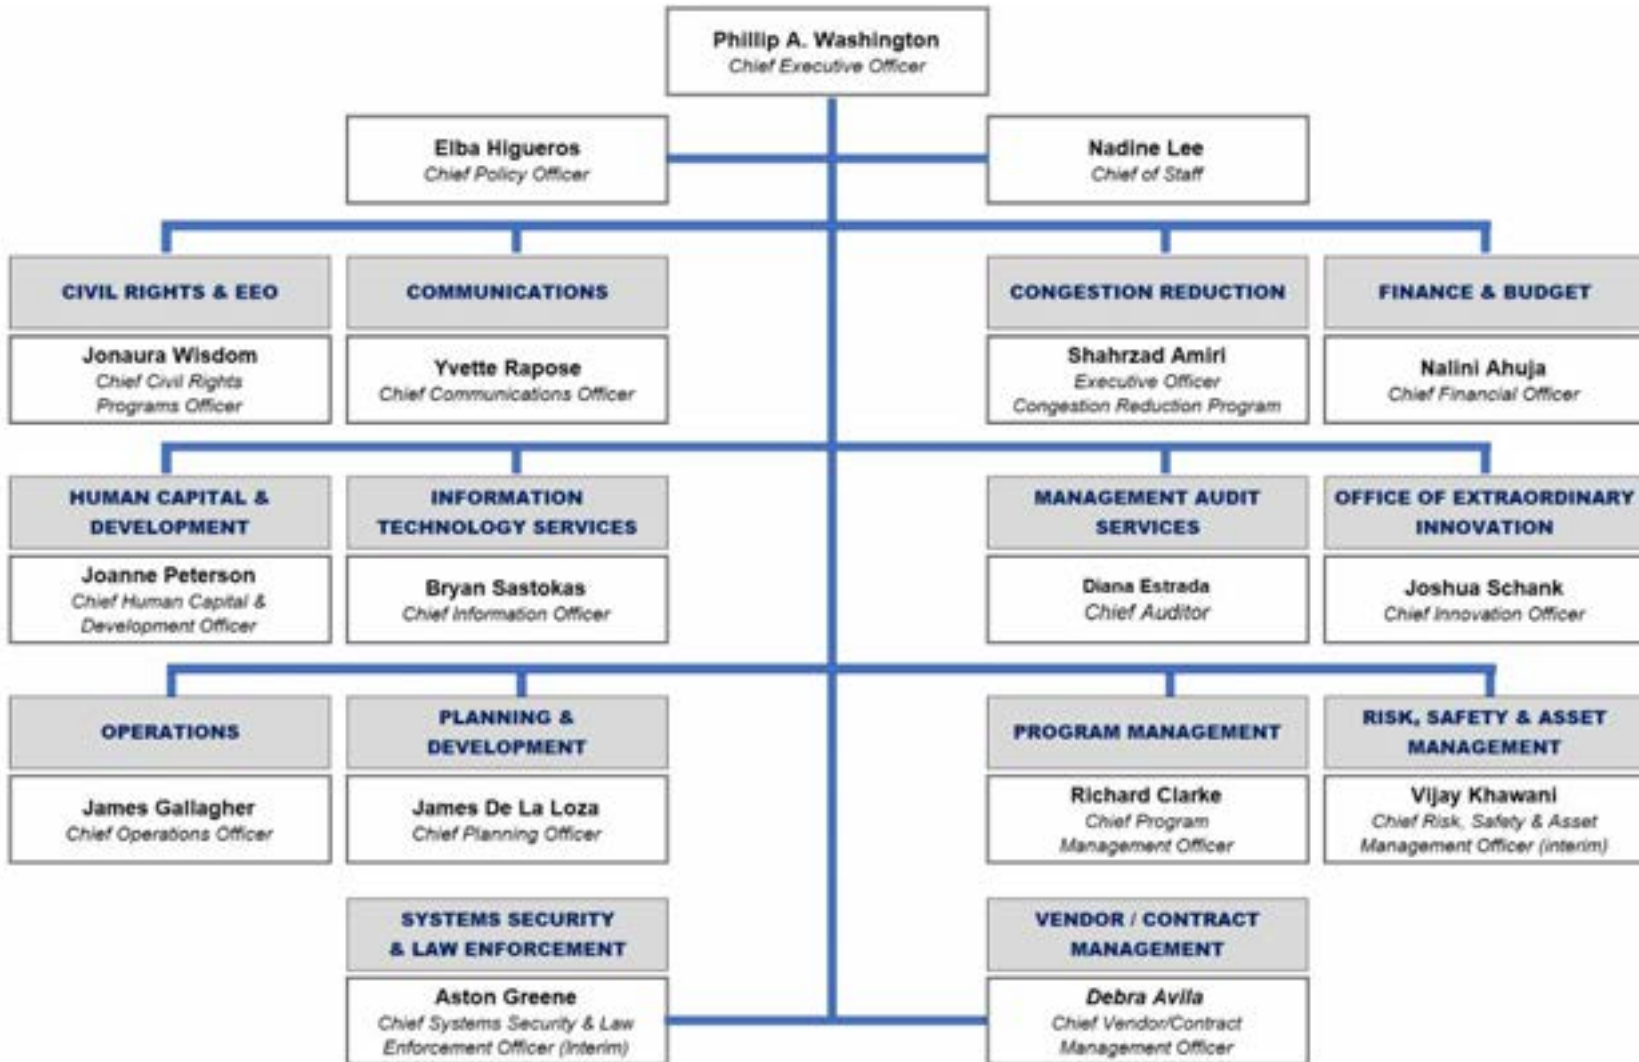 Phillip A. Washington
Chief Executive Officer
Elba Higueros
Chief Policy Officer
Nadine Lee
Chief of Staff
CIVIL RIGHTS & EEO
Jonaura Wisdom
Chief Civil Rights
Programs Officer
COMMUNICATIONS
Yvette Rapose
Chief Communications Officer
CONGESTION REDUCTION
Shahrzad Amiri
Executive Officer
Congestion Reduction Program
FINANCE & BUDGET
Nalini Ahuja
Chief Financial Officer
HUMAN CAPITAL &
DEVELOPMENT
Joanne Peterson
Chief Human Capital &
Development Officer
INFORMATION
TECHNOLOGY SERVICES
Bryan Sastokas
Chief Information Officer
MANAGEMENT AUDIT
SERVICES
Diana Estrada
Chief Auditor
OFFICE OF EXTRAORDINARY
INNOVATION
Joshua Schank
Chief Innovation Officer
OPERATIONS
James Gallagher
Chief Operations Officer
PLANNING &
DEVELOPMENT
James De La Loza
Chief Planning Officer
PROGRAM MANAGEMENT
Richard Clarke
Chief Program
Management Officer
RISK, SAFETY & ASSET
MANAGEMENT
Vijay Khawani
Chief Risk, Safety & Asset
Management Officer (interim)
SYSTEMS SECURITY
& LAW ENFORCEMENT
Aston Greene
Chief Systems Security & Law
Enforcement Officer (Interim)
VENDOR / CONTRACT
MANAGEMENT
Debra Avila
Chief Vendor/Contract
Management Officer